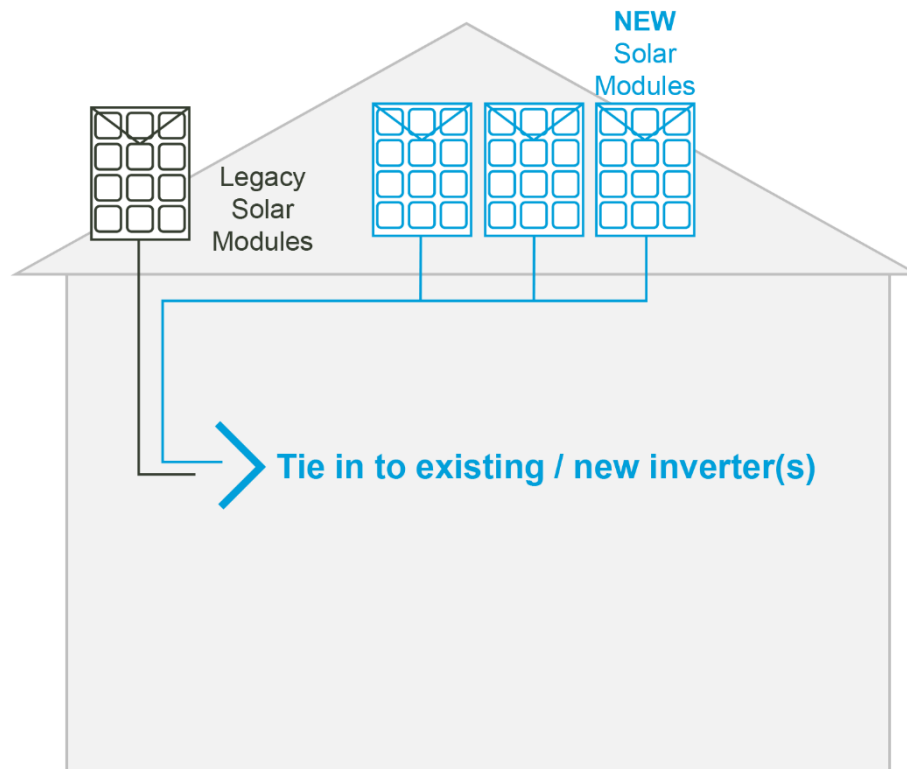 NEW
Solar
Modules
Legacy
Solar
Modules
Tie in to existing / new inverter(s)